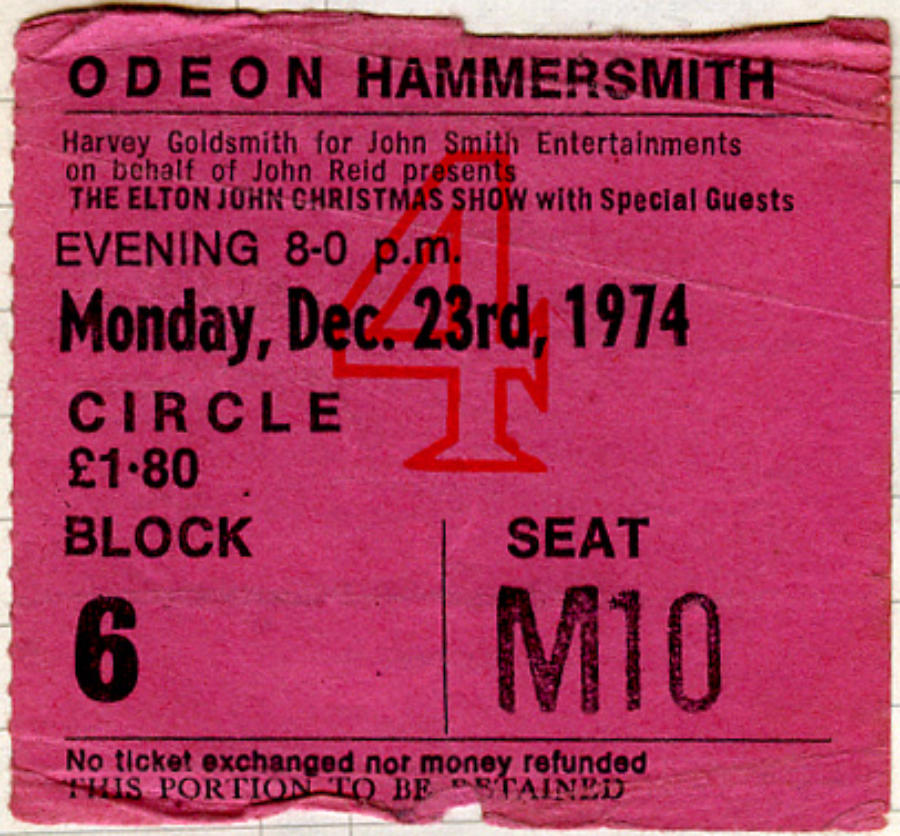 ODEON HAMMERSMITH
Harvey Goldsmith for John Smith Entertainments
on behalf of John Reid presents
THE ELTON JOHN CHRISTMAS SHOW with Special Guests
EVENING 8-0 p.m.
4
Monday, Dec. 23rd, 1974
CIRCLE
£1·80
BLOCK SEAT
6 M10
No ticket exchanged nor money refunded
THIS PORTION TO BE RETAINED